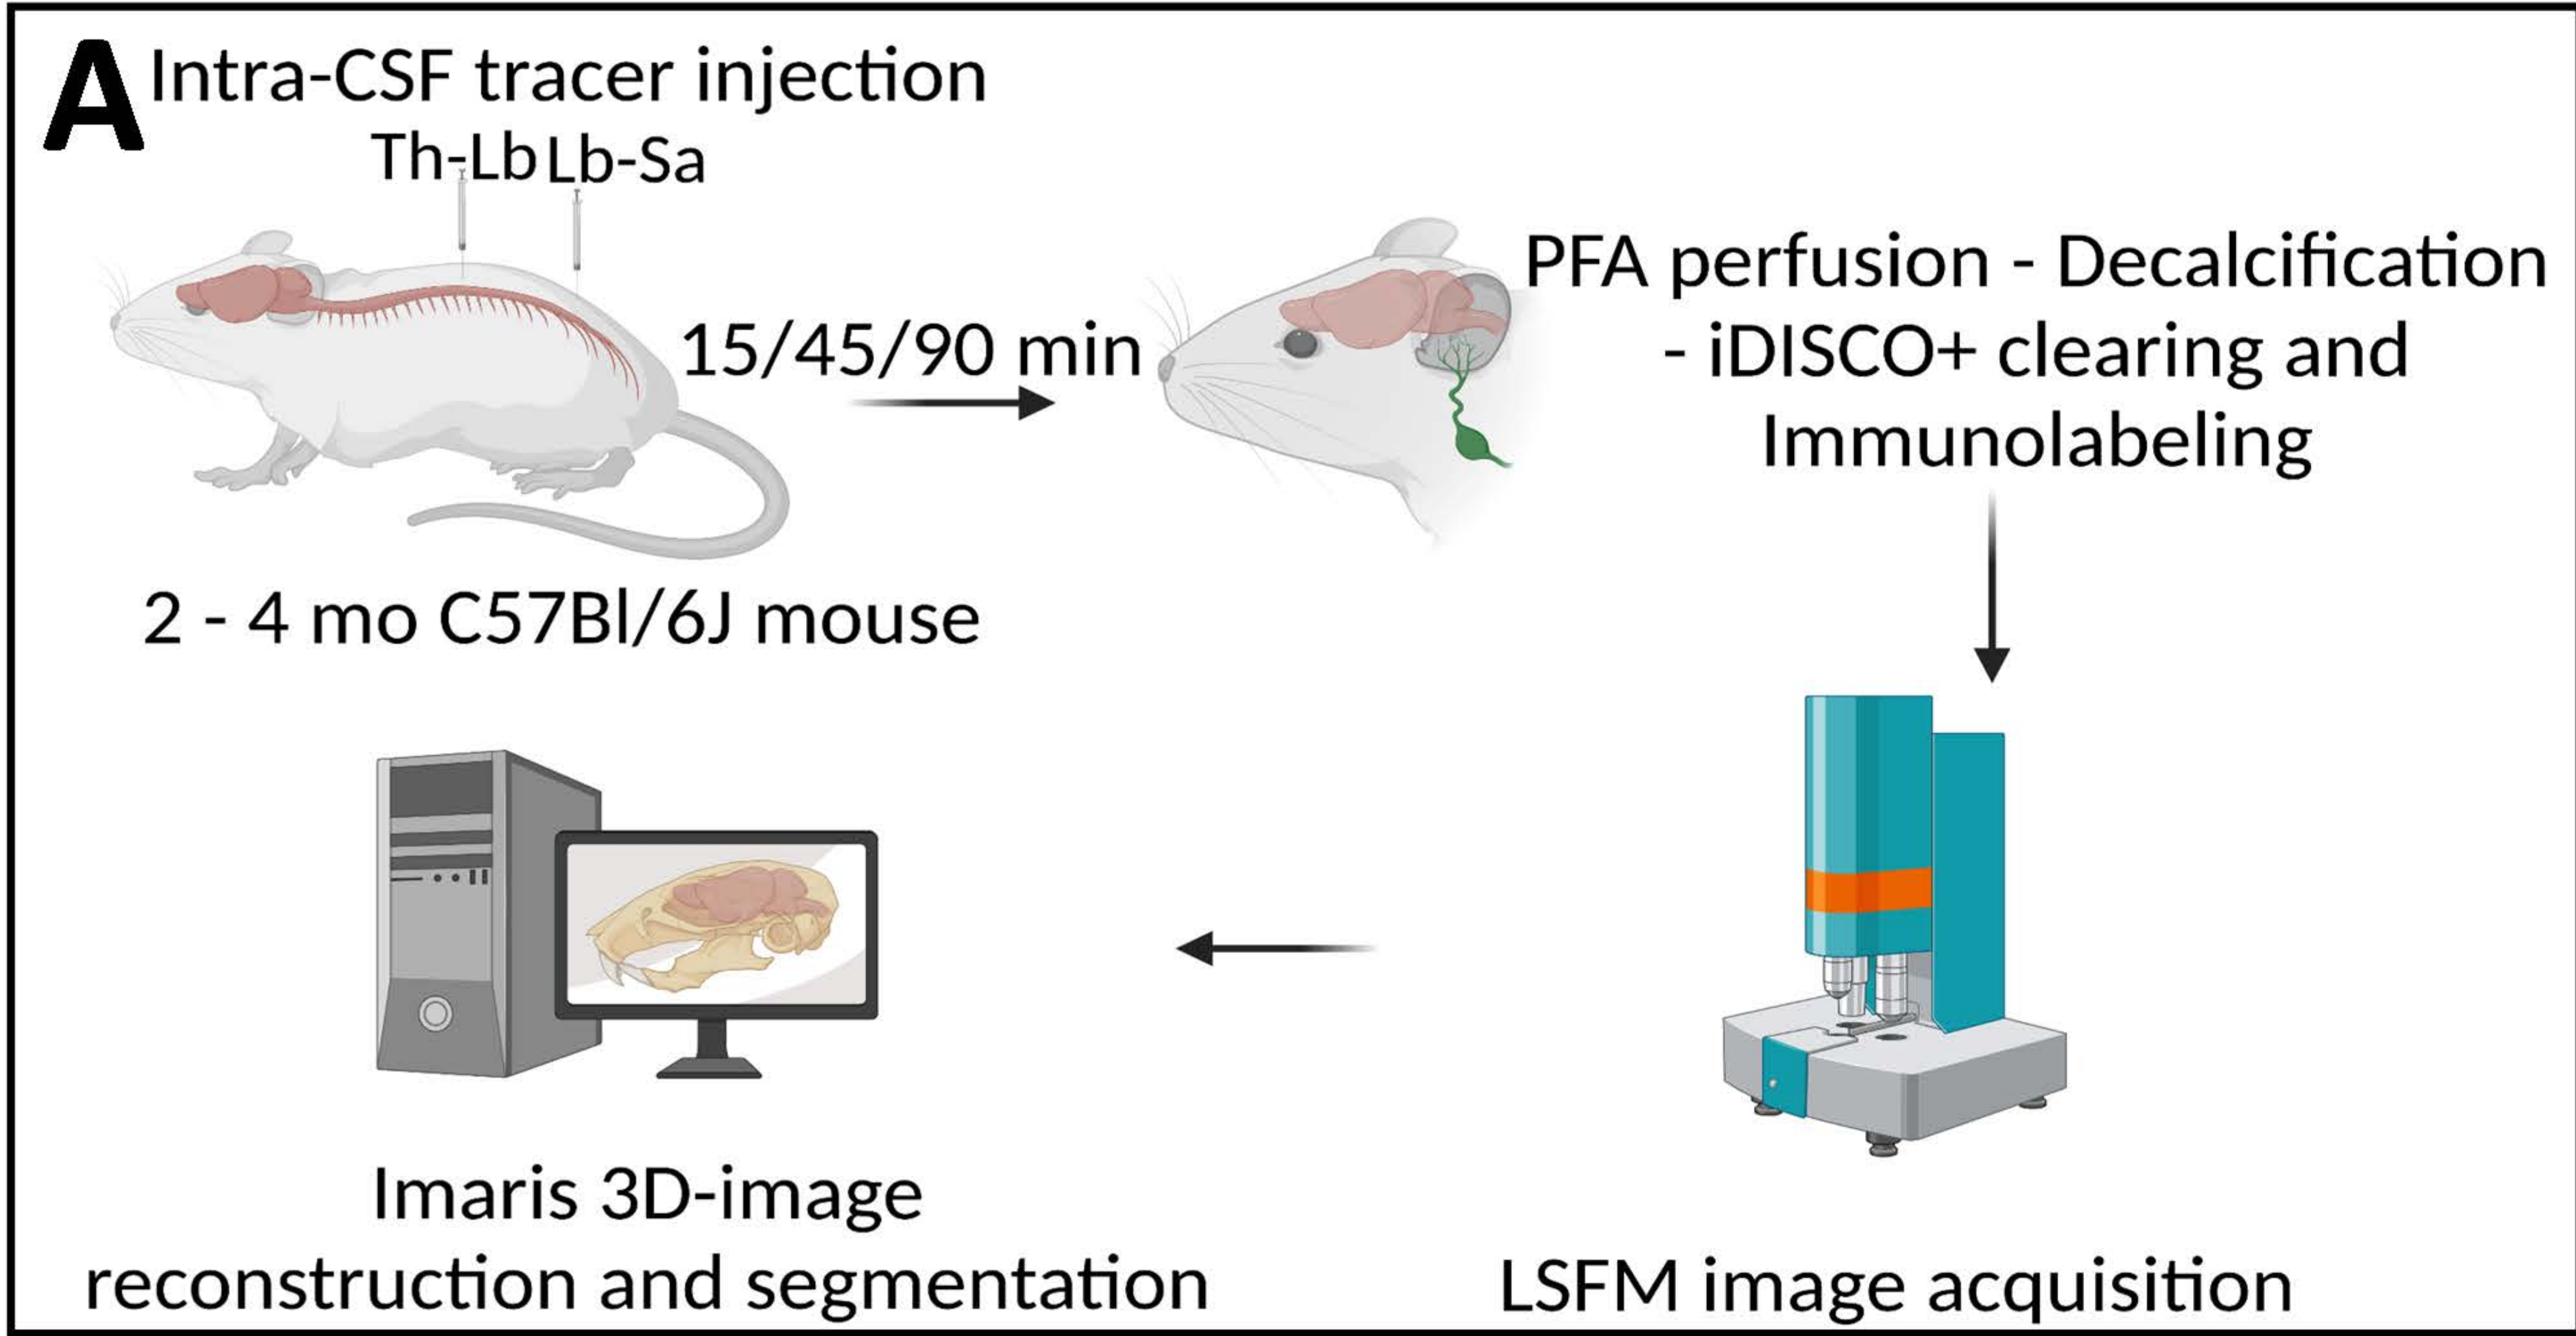 A
Intra-CSF tracer injection
Th-Lb Lb-Sa
15/45/90 min
2 - 4 mo C57Bl/6J mouse
PFA perfusion - Decalcification
- iDISCO+ clearing and
Immunolabeling
LSFM image acquisition
Imaris 3D-image
reconstruction and segmentation